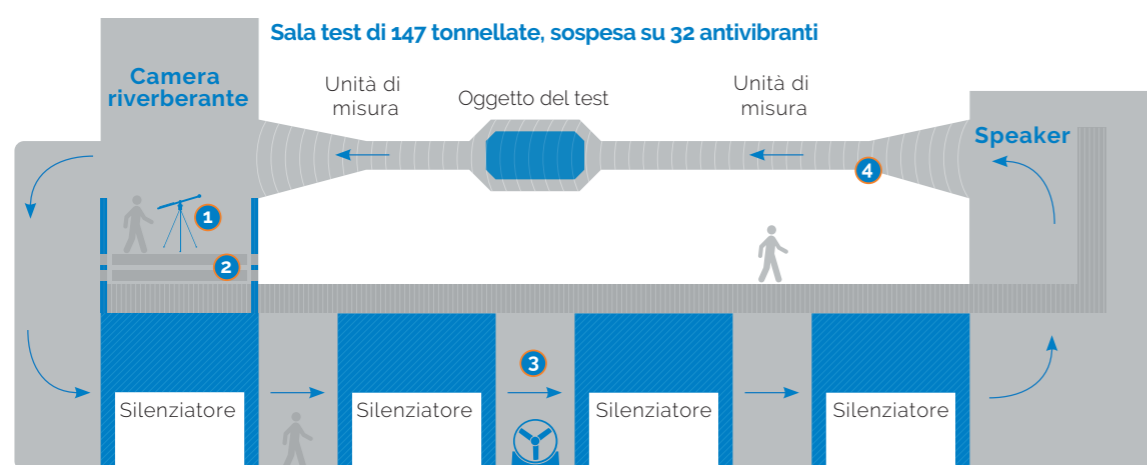 Sala test di 147 tonnellate, sospesa su 32 antivibranti
Camera
riverberante
Unità di
misura
Oggetto del test
Unità di
misura
Speaker
4
1
2
3
Silenziatore
Silenziatore
Silenziatore
Silenziatore